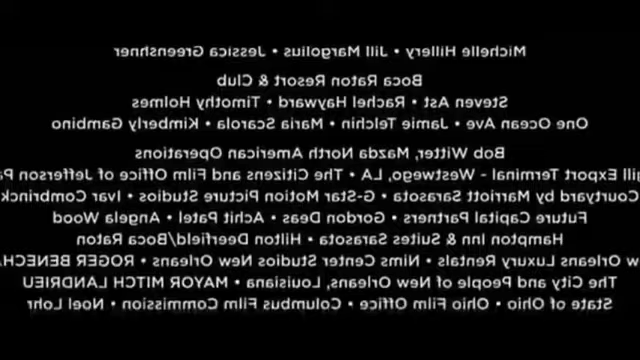 Michelle Hillery • Jill Margolius • Jessica Greenshner
Boca Raton Resort & Club
Steven Ast • Rachel Hayward • Timothy Holmes
One Ocean Ave • Jamie Telchin • Maria Scarola • Kimberly Gambino
Bob Witter, Mazda North American Operations
gill Export Terminal - Westwego, LA • The Citizens and Film Office of Jefferson Pa
Courtyard by Marriott Sarasota • G-Star Motion Picture Studios • Ivar Combrinck
Future Capital Partners • Gordon Deas • Achit Patel • Angela Wood
Hampton Inn & Suites Sarasota • Hilton Deerfield/Boca Raton
w Orleans Luxury Rentals • Nims Center Studios New Orleans • ROGER BENECH
The City and People of New Orleans, Louisiana • MAYOR MITCH LANDRIEU
State of Ohio • Ohio Film Office • Columbus Film Commission • Noel Lohr